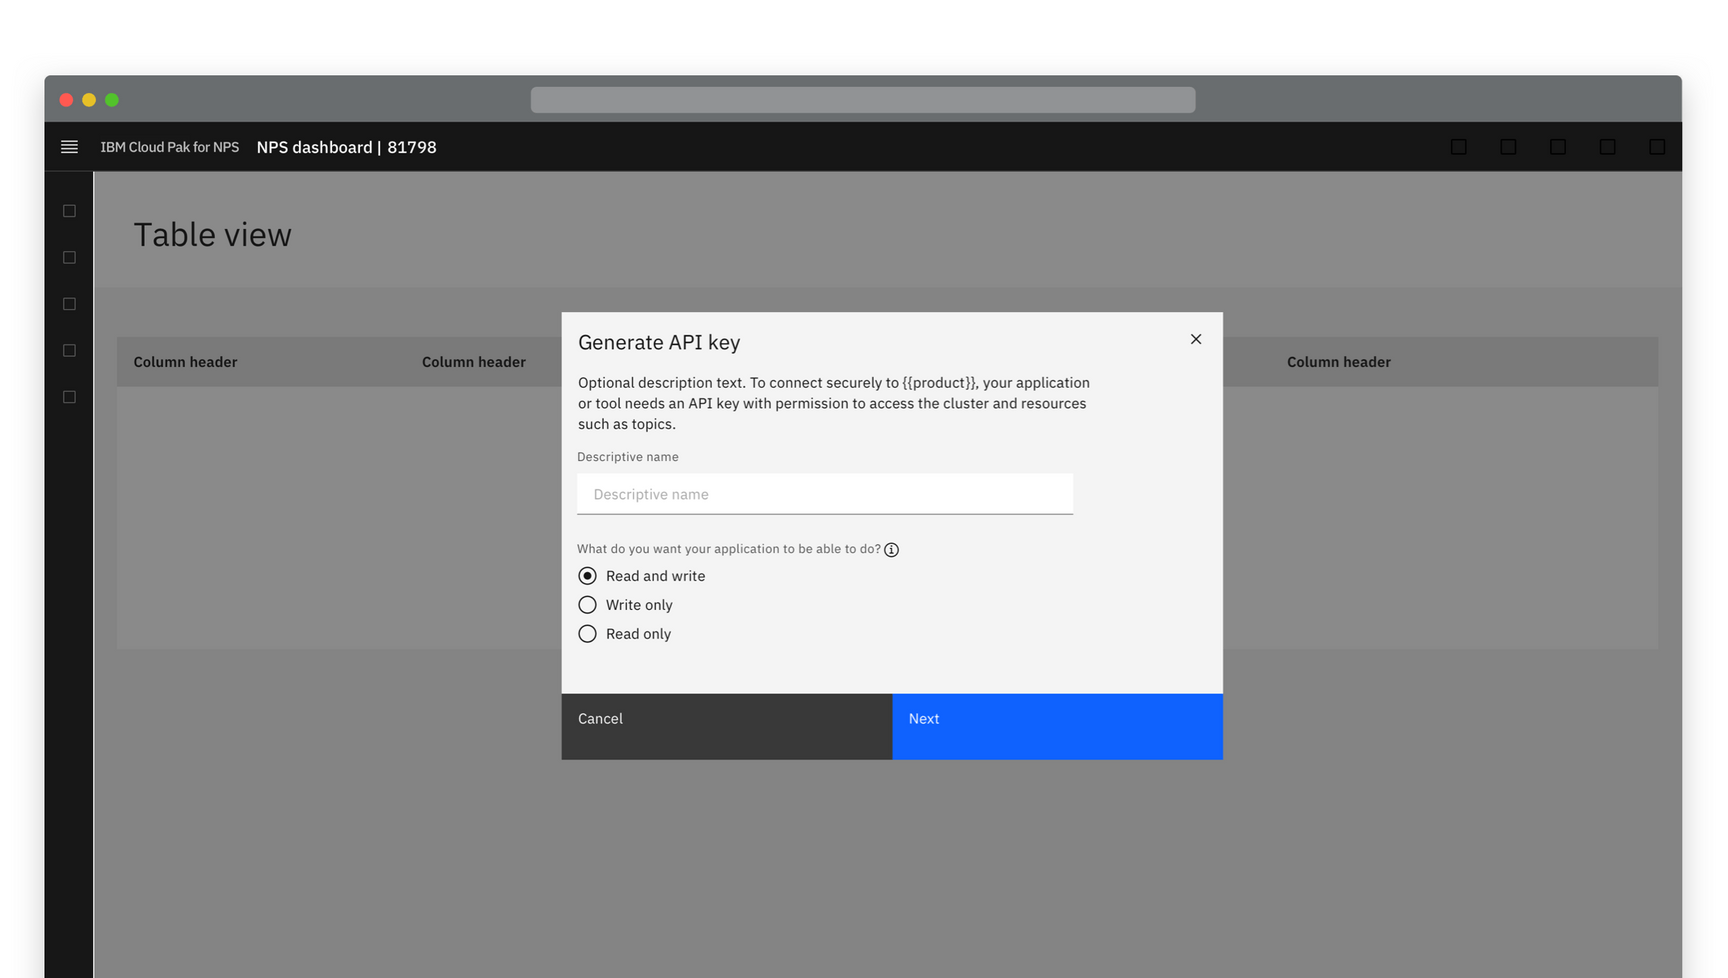 IBM Cloud Pak for NPS NPS dashboard | 81798
Table view
Column header Column header Column header
Generate API key
Optional description text. To connect securely to {{product}}, your application
or tool needs an API key with permission to access the cluster and resources
such as topics.
Descriptive name
Descriptive name
What do you want your application to be able to do?
Read and write
Write only
Read only
Cancel Next